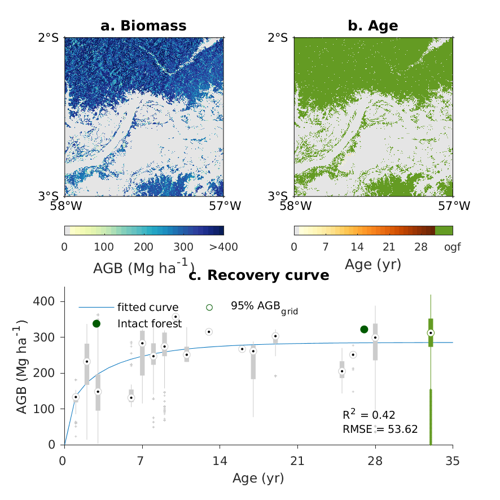 a. Biomass
b. Age
2°S
2°S
3°S
3°S
58°W
57°W
58°W
57°W
0 100 200 300 >400
0 7 14 21 28 ogf
AGB (Mg ha-1)
Age (yr)
c. Recovery curve
AGB (Mg ha-1)
400
300
200
100
0
fitted curve
95% AGBgrid
Intact forest
R2 = 0.42
RMSE = 53.62
0 7 14 21 28 35
Age (yr)